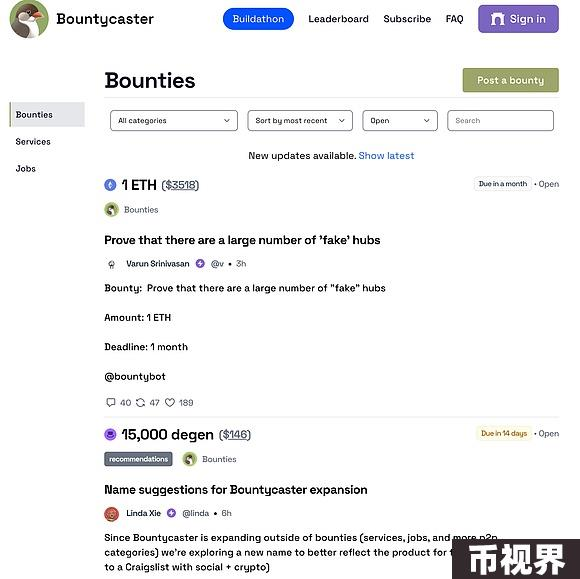 Bountycaster
Buildathon
Leaderboard
Subscribe
FAQ
Sign in
Bounties
Post a bounty
Bounties
Services
Jobs
All categories
Sort by most recent
Open
Search
New updates available. Show latest
1 ETH ($3518)
Due in a month • Open
Bounties
Prove that there are a large number of 'fake' hubs
Varun Srinivasan @v • 3h
Bounty: Prove that there are a large number of "fake" hubs
Amount: 1 ETH
Deadline: 1 month
@bountybot
40 47 189
15,000 degen ($146)
Due in 14 days • Open
recommendations Bounties
Name suggestions for Bountycaster expansion
Linda Xie @linda • 6h
Since Bountycaster is expanding outside of bounties (services, jobs, and more p2p
categories) we're exploring a new name to better reflect the product for
to a Craigslist with social + crypto)
币视界